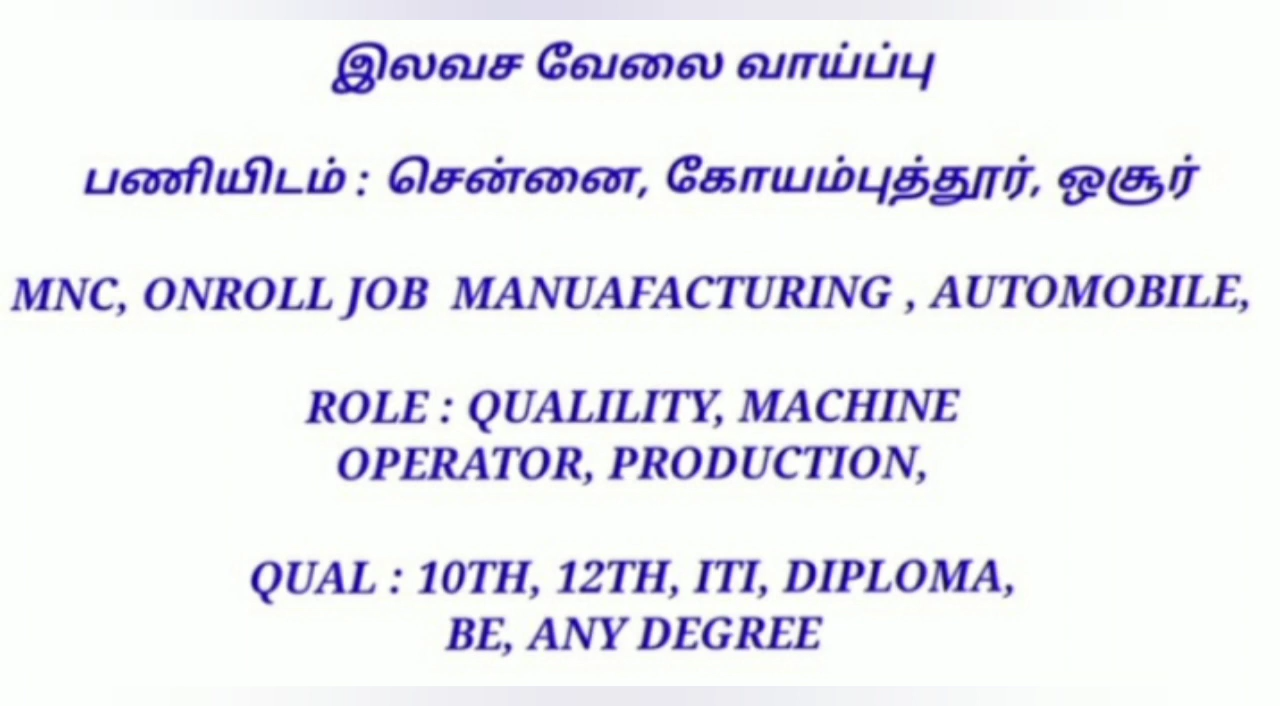 இலவச வேலை வாய்ப்பு
பணியிடம் : சென்னை, கோயம்புத்தூர், ஒசூர்
MNC, ONROLL JOB MANUAFACTURING , AUTOMOBILE,
ROLE : QUALILITY, MACHINE
OPERATOR, PRODUCTION,
QUAL : 10TH, 12TH, ITI, DIPLOMA,
BE, ANY DEGREE